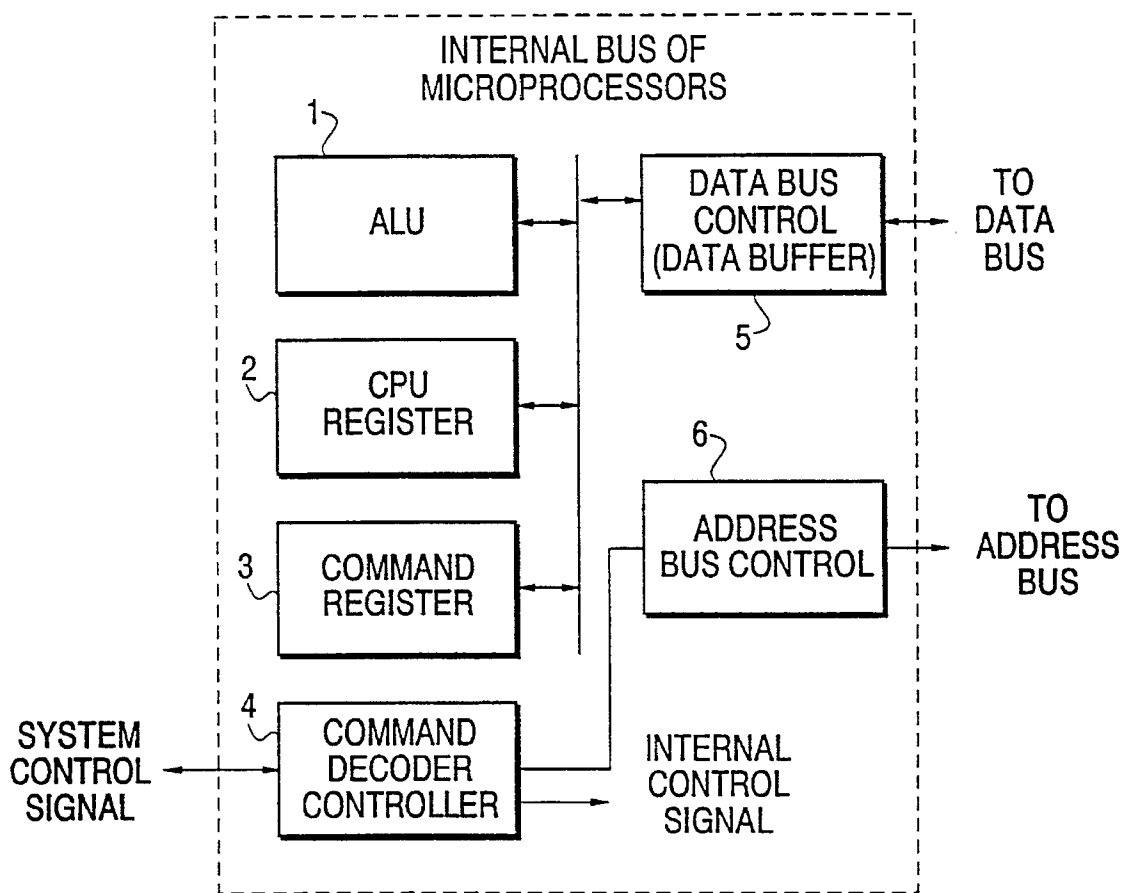 INTERNAL BUS OF
MICROPROCESSORS
1
ALU
DATA BUS
CONTROL
(DATA BUFFER)
5
TO
DATA
BUS
2
CPU
REGISTER
6
ADDRESS
BUS CONTROL
TO
ADDRESS
BUS
3
COMMAND
REGISTER
4
COMMAND
DECODER
CONTROLLER
SYSTEM
CONTROL
SIGNAL
INTERNAL
CONTROL
SIGNAL